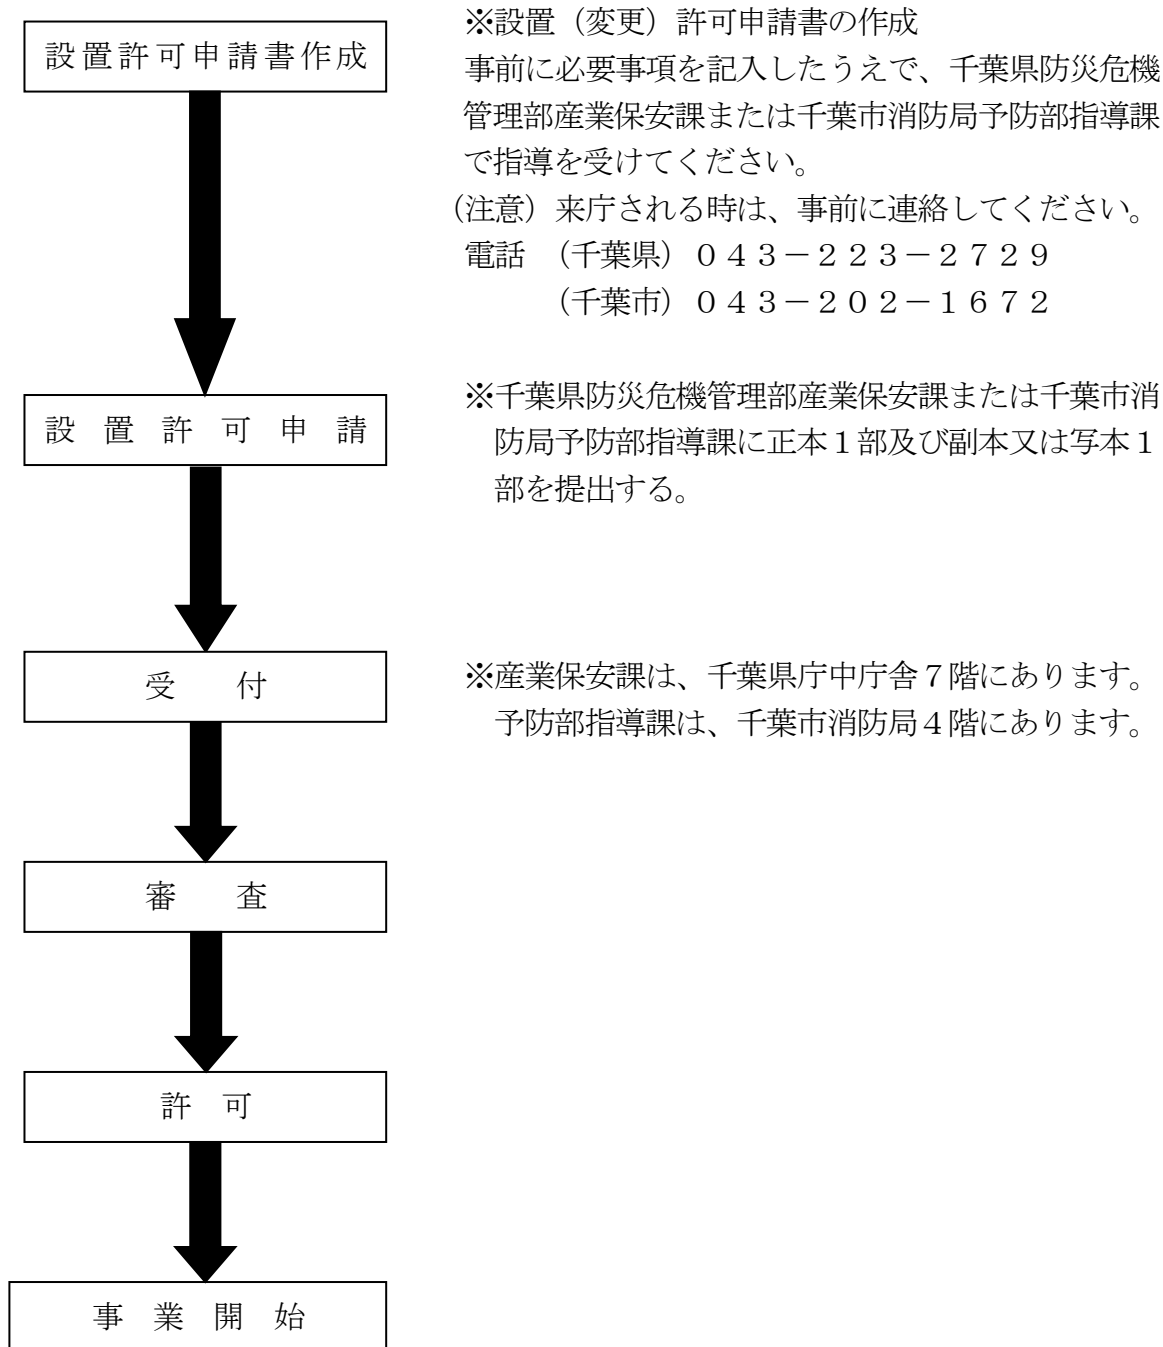 設置許可申請書作成
※設置（変更）許可申請書の作成
事前に必要事項を記入したうえで、千葉県防災危機
管理部産業保安課または千葉市消防局予防部指導課
で指導を受けてください。
（注意）来庁される時は、事前に連絡してください。
電話　（千葉県）０４３－２２３－２７２９
（千葉市）０４３－２０２－１６７２
設　置　許　可　申　請
※千葉県防災危機管理部産業保安課または千葉市消
防局予防部指導課に正本１部及び副本又は写本１
部を提出する。
受　　付
※産業保安課は、千葉県庁中庁舎７階にあります。
予防部指導課は、千葉市消防局４階にあります。
審　　査
許　可
事　業　開　始